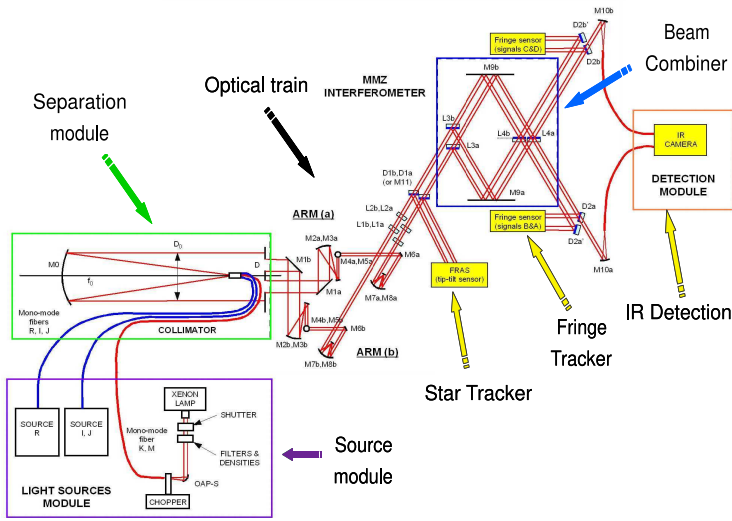 Separation
module
Optical train
MMZ
INTERFEROMETER
Beam
Combiner
Fringe sensor
(signals C&D)
D2b'
M10b
D2b
M9b
L3b
L3a
L4b
L4a
M9a
IR
CAMERA
DETECTION
MODULE
D1b, D1a
(or M11)
L2b, L2a
L1b, L1a
Fringe sensor
(signals B&A)
D2a
D2a'
M10a
FRAS
(tip-tilt sensor)
ARM (a)
M2a, M3a
M4a, M5a
M6a
M7a, M8a
M1b
M1a
M0
D₀
f₀
D
Mono-mode
fibers
R, I, J
COLLIMATOR
M4b, M5b
M6b
M2b, M3b
M7b, M8b
ARM (b)
Star Tracker
Fringe
Tracker
IR Detection
SOURCE
R
SOURCE
I, J
Mono-mode
fiber
K, M
XENON
LAMP
SHUTTER
FILTERS &
DENSITIES
OAP-S
CHOPPER
LIGHT SOURCES
MODULE
Source
module